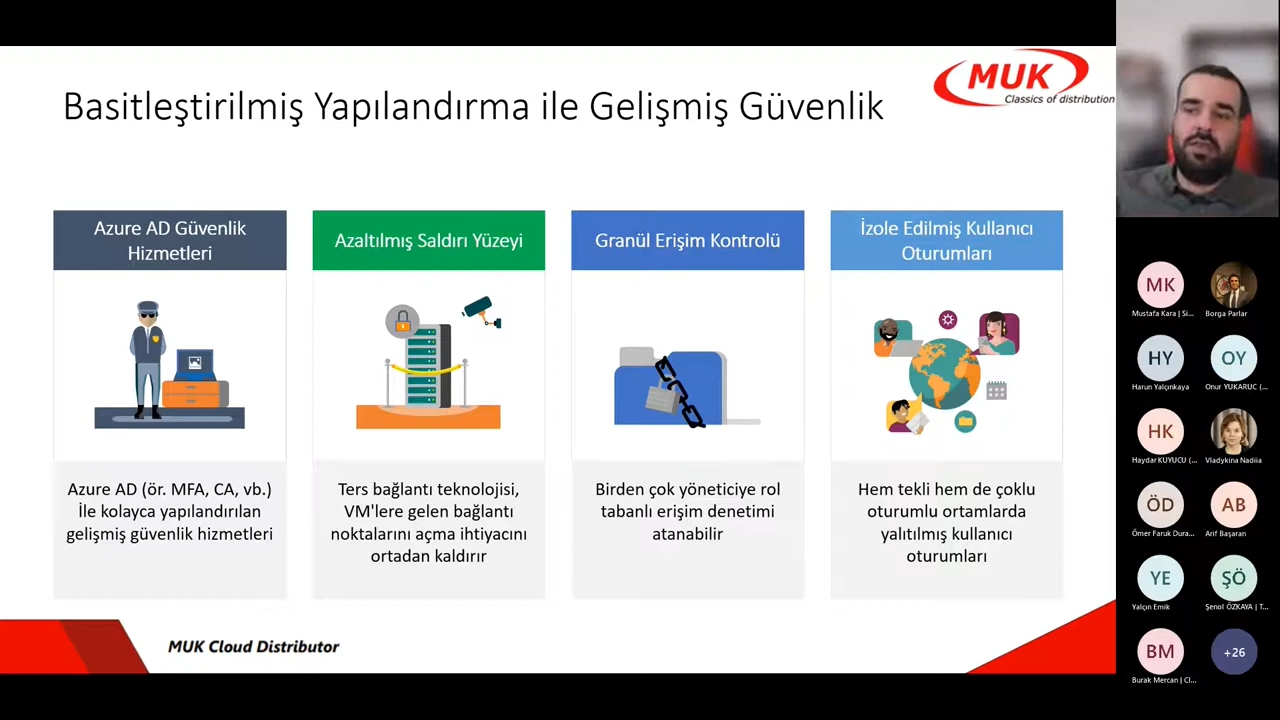 Basitleştirilmiş Yapılandırma ile Gelişmiş Güvenlik
MUK
Classics of distribution
Azure AD Güvenlik
Hizmetleri
Azaltılmış Saldırı Yüzeyi
Granül Erişim Kontrolü
İzole Edilmiş Kullanıcı
Oturumları
Azure AD (ör. MFA, CA, vb.)
İle kolayca yapılandırılan
gelişmiş güvenlik hizmetleri
Ters bağlantı teknolojisi,
VM'lere gelen bağlantı
noktalarını açma ihtiyacını
ortadan kaldırır
Birden çok yöneticiye rol
tabanlı erişim denetimi
atanabilir
Hem tekli hem de çoklu
oturumlu ortamlarda
yalıtılmış kullanıcı
oturumları
MUK Cloud Distributor
MK
Mustafa Kara | Si...
Borga Parlar
HY
Harun Yalçınkaya
OY
Onur YUKARUC (...
HK
Haydar KUYUCU (...
Vladykina Nadiia
ÖD
Ömer Faruk Dura...
AB
Arif Başaran
YE
Yalçın Emik
ŞÖ
Şenol ÖZKAYA | T...
BM
Burak Mercan | Cl...
+26